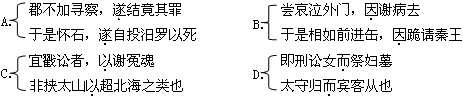 A. 郡不加寻察，遂结竟其罪
于是怀石，遂自投汨罗以死
B. 尝哀泣外门，因谢病去
于是相如前进缶，因跪请秦王
C. 宜戮讼者，以谢冤魂
非挟太山以超北海之类也
D. 即刑讼女而祭妇墓
太守归而宾客从也